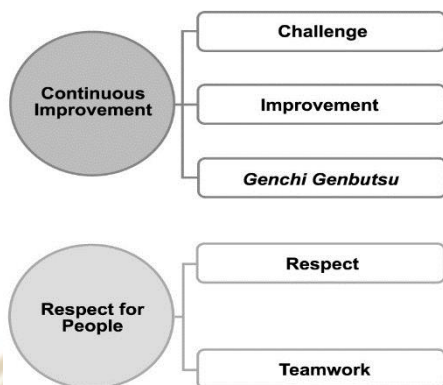 Continuous
Improvement
Challenge
Improvement
Genchi Genbutsu
Respect for
People
Respect
Teamwork